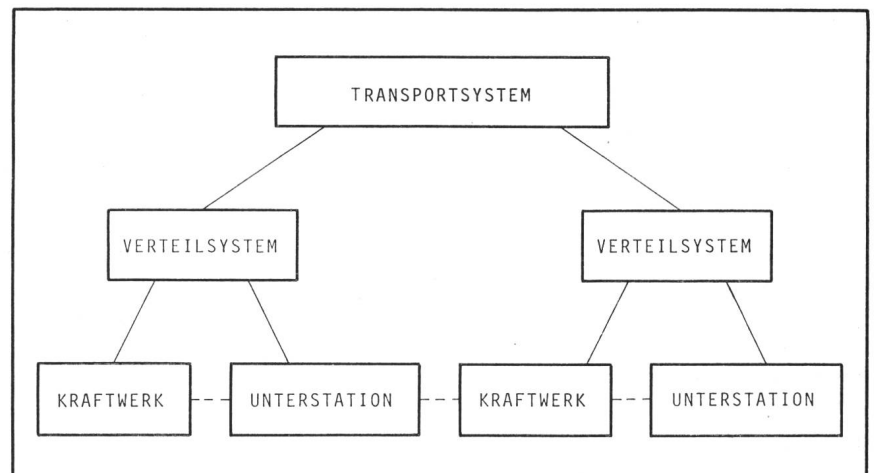 TRANSPORTSYSTEM
VERTEILSYSTEM VERTEILSYSTEM
KRAFTWERK UNTERSTATION KRAFTWERK UNTERSTATION